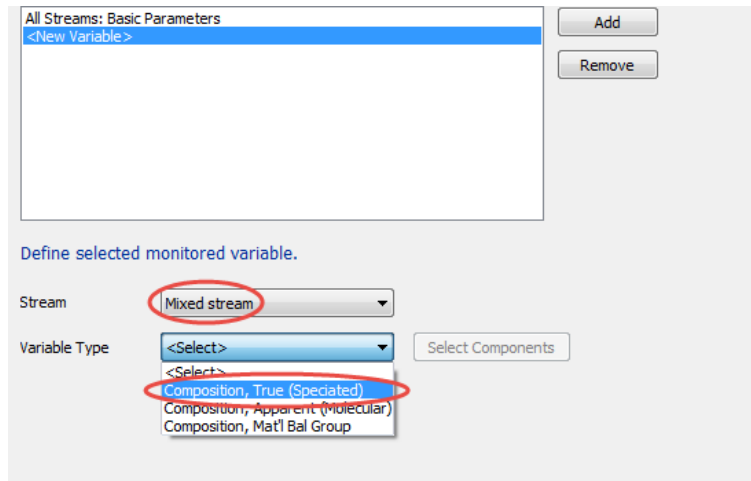 All Streams: Basic Parameters
Add
<New Variable>
Remove
Define selected monitored variable.
Stream
Mixed stream
Variable Type
<Select>
Select Components
<Select>
Composition, True (Speciated)
Composition, Apparent (Molecular)
Composition, Mat'l Bal Group